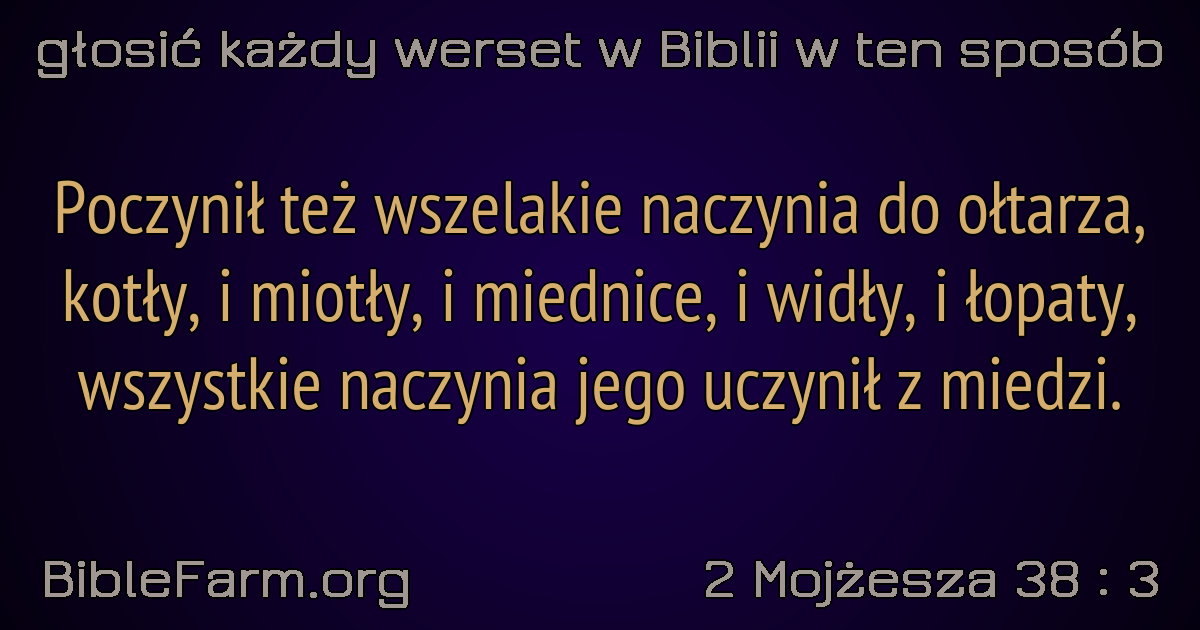 głosić każdy werset w Biblii w ten sposób
Poczynił też wszelakie naczynia do ołtarza,
kotły, i miotły, i miednice, i widły, i łopaty,
wszystkie naczynia jego uczynił z miedzi.
BibleFarm.org
2 Mojżesza 38 : 3